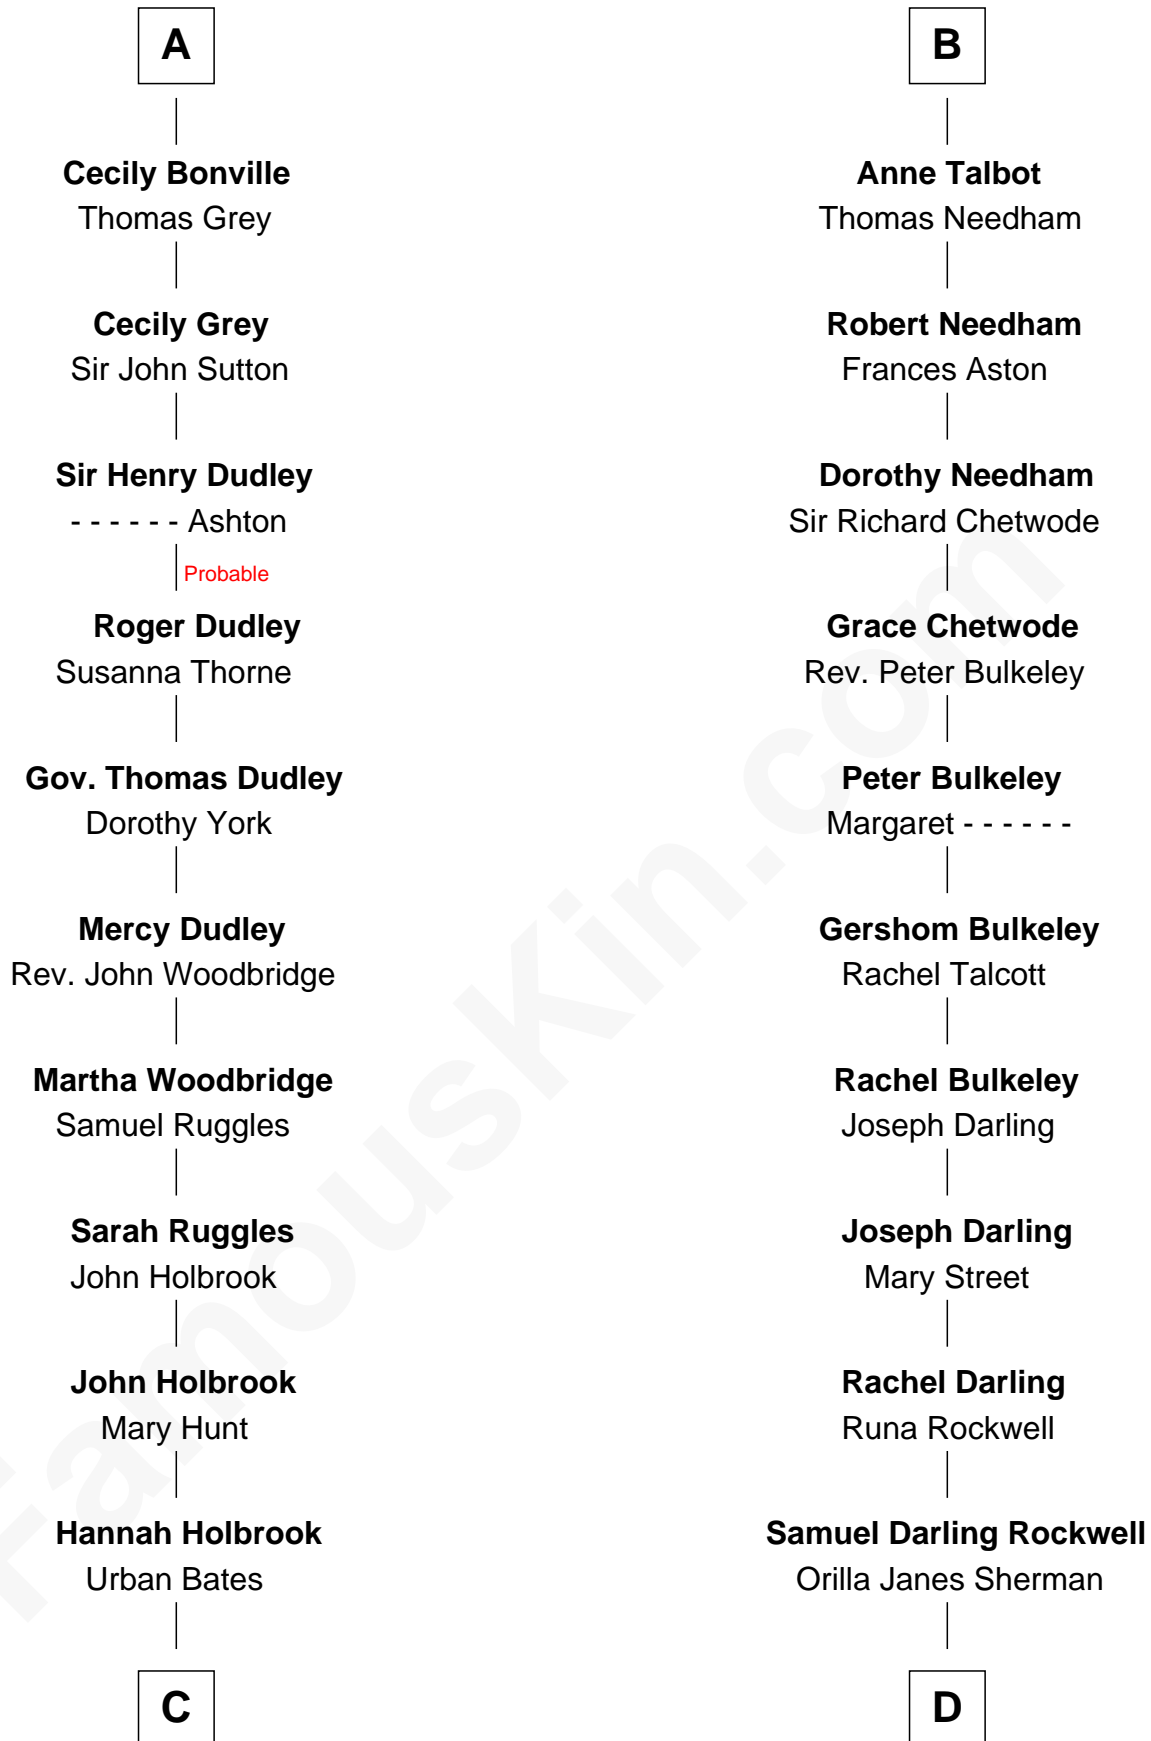 A
Cecily Bonville
Thomas Grey
Cecily Grey
Sir John Sutton
Sir Henry Dudley
- - - - - - Ashton
Probable
Roger Dudley
Susanna Thorne
Gov. Thomas Dudley
Dorothy York
Mercy Dudley
Rev. John Woodbridge
Martha Woodbridge
Samuel Ruggles
Sarah Ruggles
John Holbrook
John Holbrook
Mary Hunt
Hannah Holbrook
Urban Bates
C
B
Anne Talbot
Thomas Needham
Robert Needham
Frances Aston
Dorothy Needham
Sir Richard Chetwode
Grace Chetwode
Rev. Peter Bulkeley
Peter Bulkeley
Margaret - - - - - -
Gershom Bulkeley
Rachel Talcott
Rachel Bulkeley
Joseph Darling
Joseph Darling
Mary Street
Rachel Darling
Runa Rockwell
Samuel Darling Rockwell
Orilla Janes Sherman
D
FamousKin.com